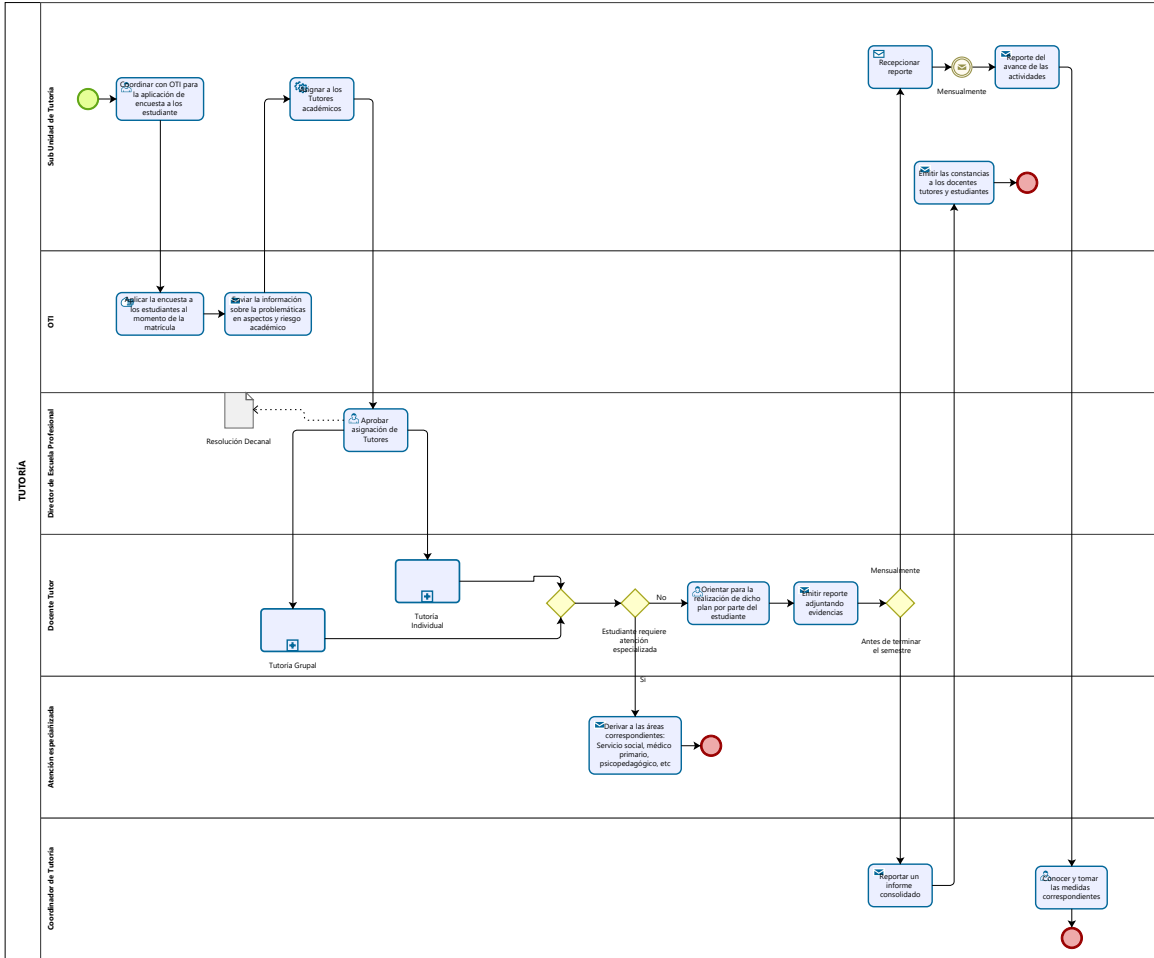 TUTORÍA
Sub Unidad de Tutoría
Coordinar con OTI para
la aplicación de
encuesta a los
estudiante
Asignar a los
Tutores
académicos
Recepcionar
reporte
Mensualmente
Reporte del
avance de las
actividades
Emitir las constancias
a los docentes
tutores y estudiantes
OTI
Aplicar la encuesta a
los estudiantes al
momento de la
matrícula
Enviar la información
sobre la problemáticas
en aspectos y riesgo
académico
Director de Escuela Profesional
Resolución Decanal
Aprobar
asignación de
Tutores
Docente Tutor
Tutoría
Individual
Tutoría Grupal
Estudiante requiere
atención
especializada
No
Si
Orientar para la
realización de dicho
plan por parte del
estudiante
Emitir reporte
adjuntando
evidencias
Mensualmente
Antes de terminar
el semestre
Atención especializada
Derivar a las áreas
correspondientes:
Servicio social, médico
primario,
psicopedagógico, etc
Coordinador de Tutoría
Reportar un
informe
consolidado
Conocer y tomar
las medidas
correspondientes